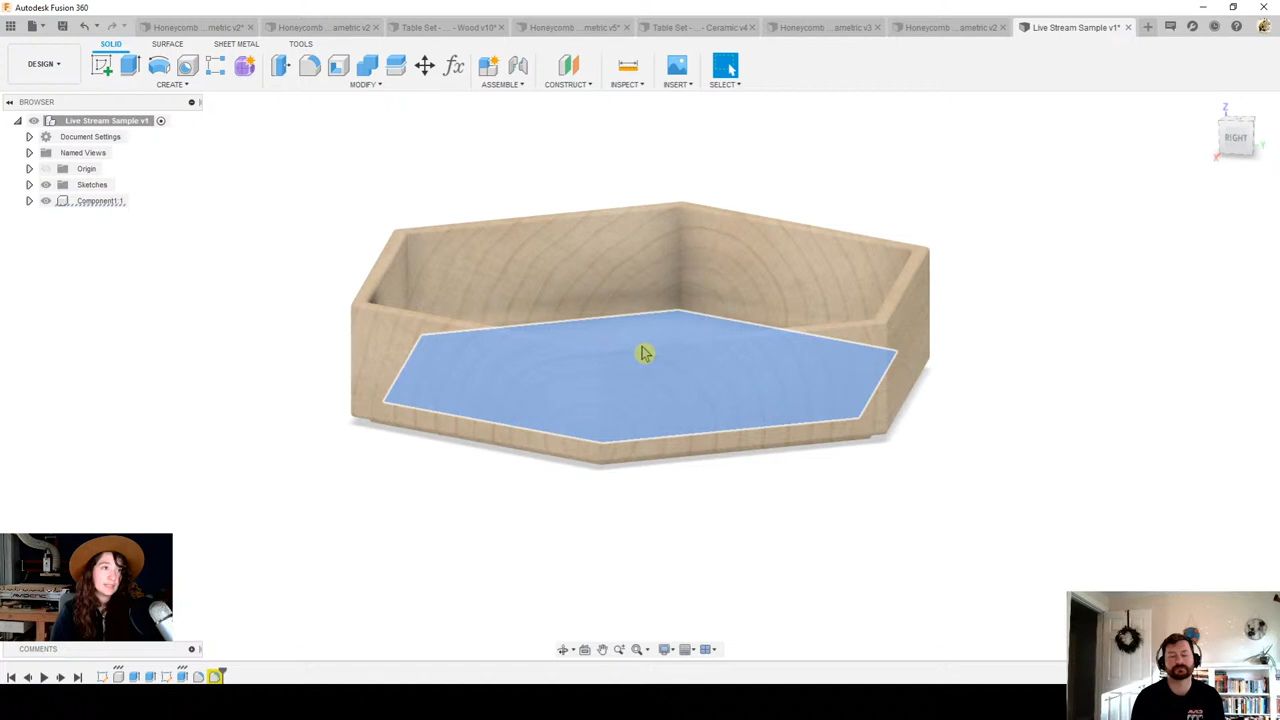 Autodesk Fusion 360
Honeycomb ...metric v2*
Honeycomb ...ametric v2
Table Set - ... - Wood v10*
Honeycomb ...metric v5*
Table Set - ...- Ceramic v4
Honeycomb ...ametric v3
Honeycomb ...ametric v2
Live Stream Sample v1*
SOLID SURFACE SHEET METAL TOOLS
DESIGN
CREATE
MODIFY
ASSEMBLE
CONSTRUCT
INSPECT
INSERT
SELECT
BROWSER
Live Stream Sample v1
Document Settings
Named Views
Origin
Sketches
Component1:1
Z
RIGHT
X
Y
COMMENTS